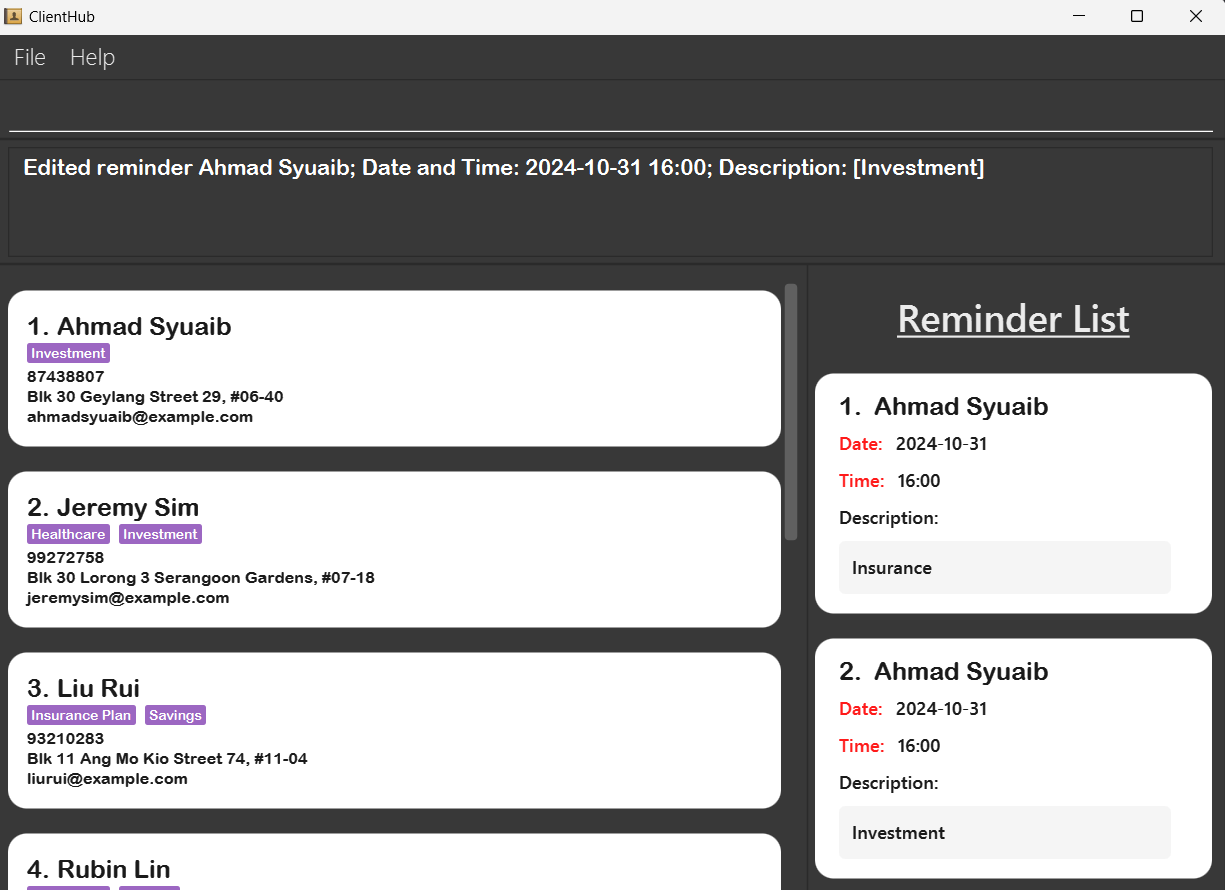 ClientHub
File Help
Edited reminder Ahmad Syuaib; Date and Time: 2024-10-31 16:00; Description: [Investment]
1. Ahmad Syuaib
Investment
87438807
Blk 30 Geylang Street 29, #06-40
ahmadsyuaib@example.com
2. Jeremy Sim
Healthcare Investment
99272758
Blk 30 Lorong 3 Serangoon Gardens, #07-18
jeremysim@example.com
3. Liu Rui
Insurance Plan Savings
93210283
Blk 11 Ang Mo Kio Street 74, #11-04
liurui@example.com
4. Rubin Lin
Reminder List
1. Ahmad Syuaib
Date: 2024-10-31
Time: 16:00
Description:
Insurance
2. Ahmad Syuaib
Date: 2024-10-31
Time: 16:00
Description:
Investment